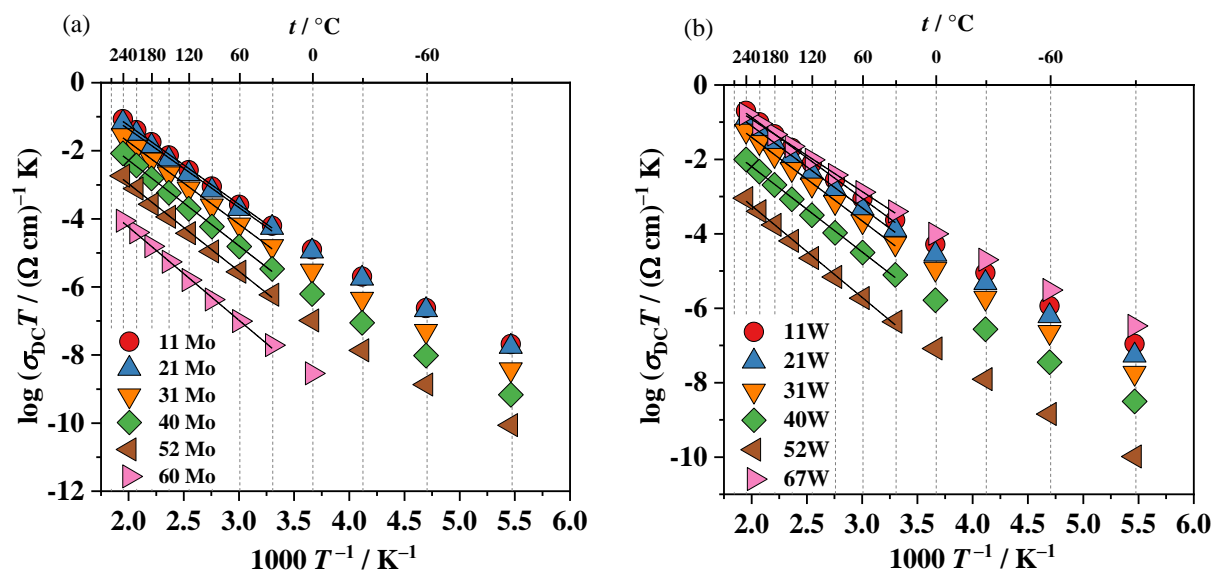 (a)
t / °C
240 180 120 60 0 -60
log (σDCT / (Ω cm)⁻¹ K)
0
-2
-4
-6
-8
-10
-12
11 Mo
21 Mo
31 Mo
40 Mo
52 Mo
60 Mo
2.0 2.5 3.0 3.5 4.0 4.5 5.0 5.5 6.0
1000 T⁻¹ / K⁻¹
(b)
t / °C
240 180 120 60 0 -60
log (σDCT / (Ω cm)⁻¹ K)
0
-2
-4
-6
-8
-10
11W
21W
31W
40W
52W
67W
2.0 2.5 3.0 3.5 4.0 4.5 5.0 5.5 6.0
1000 T⁻¹ / K⁻¹